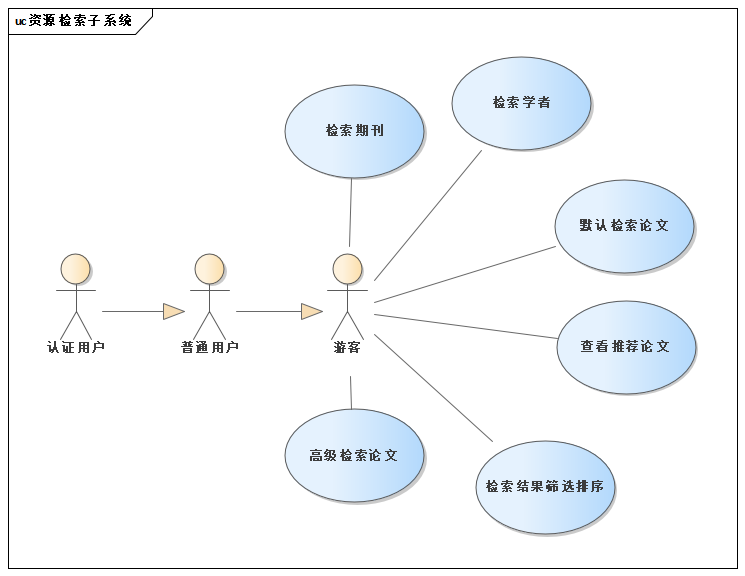 uc资源检索子系统
检索学者
检索期刊
默认检索论文
认证用户
普通用户
游客
查看推荐论文
高级检索论文
检索结果筛选排序